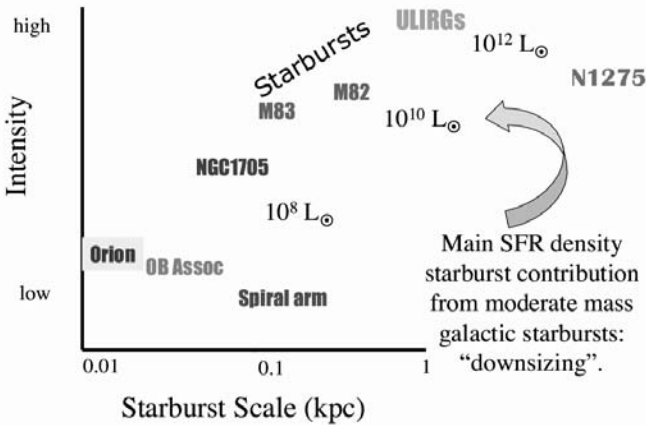 high
ULIRGs
10¹² L☉
N1275
Starbursts
M82
M83
10¹⁰ L☉
Intensity
NGC1705
10⁸ L☉
Orion
OB Assoc
low
Spiral arm
Main SFR density
starburst contribution
from moderate mass
galactic starbursts:
“downsizing”.
0.01
0.1
1
Starburst Scale (kpc)